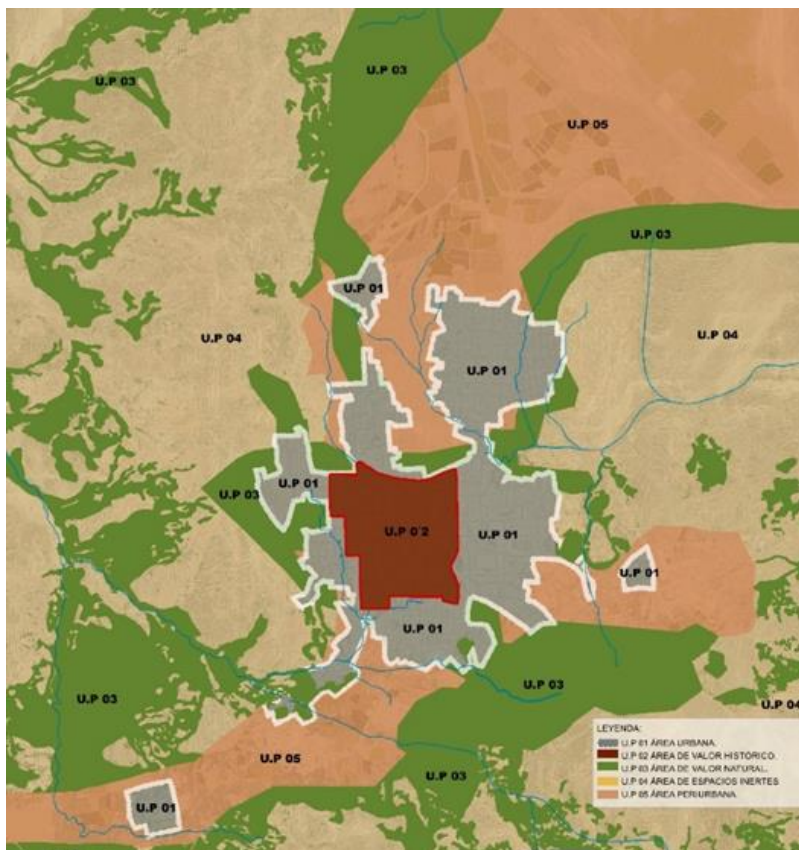 U.P 03
U.P 03
U.P 05
U.P 03
U.P 01
U.P 04
U.P 04
U.P 01
U.P 01
U.P 03
U.P 02
U.P 01
U.P 01
U.P 01
U.P 03
U.P 03
U.P 04
U.P 05
U.P 03
U.P 01
LEYENDA:
U.P 01 ÁREA URBANA.
U.P 02 ÁREA DE VALOR HISTÓRICO.
U.P 03 ÁREA DE VALOR NATURAL.
U.P 04 ÁREA DE ESPACIOS INERTES
U.P 05 ÁREA PERIURBANA.